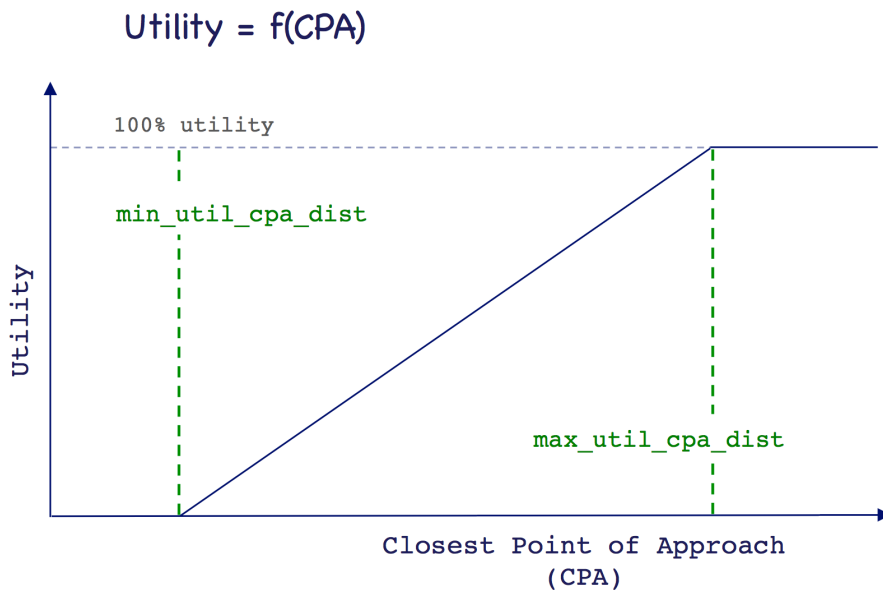 Utility = f(CPA)
100% utility
min_util_cpa_dist
Utility
max_util_cpa_dist
Closest Point of Approach
(CPA)